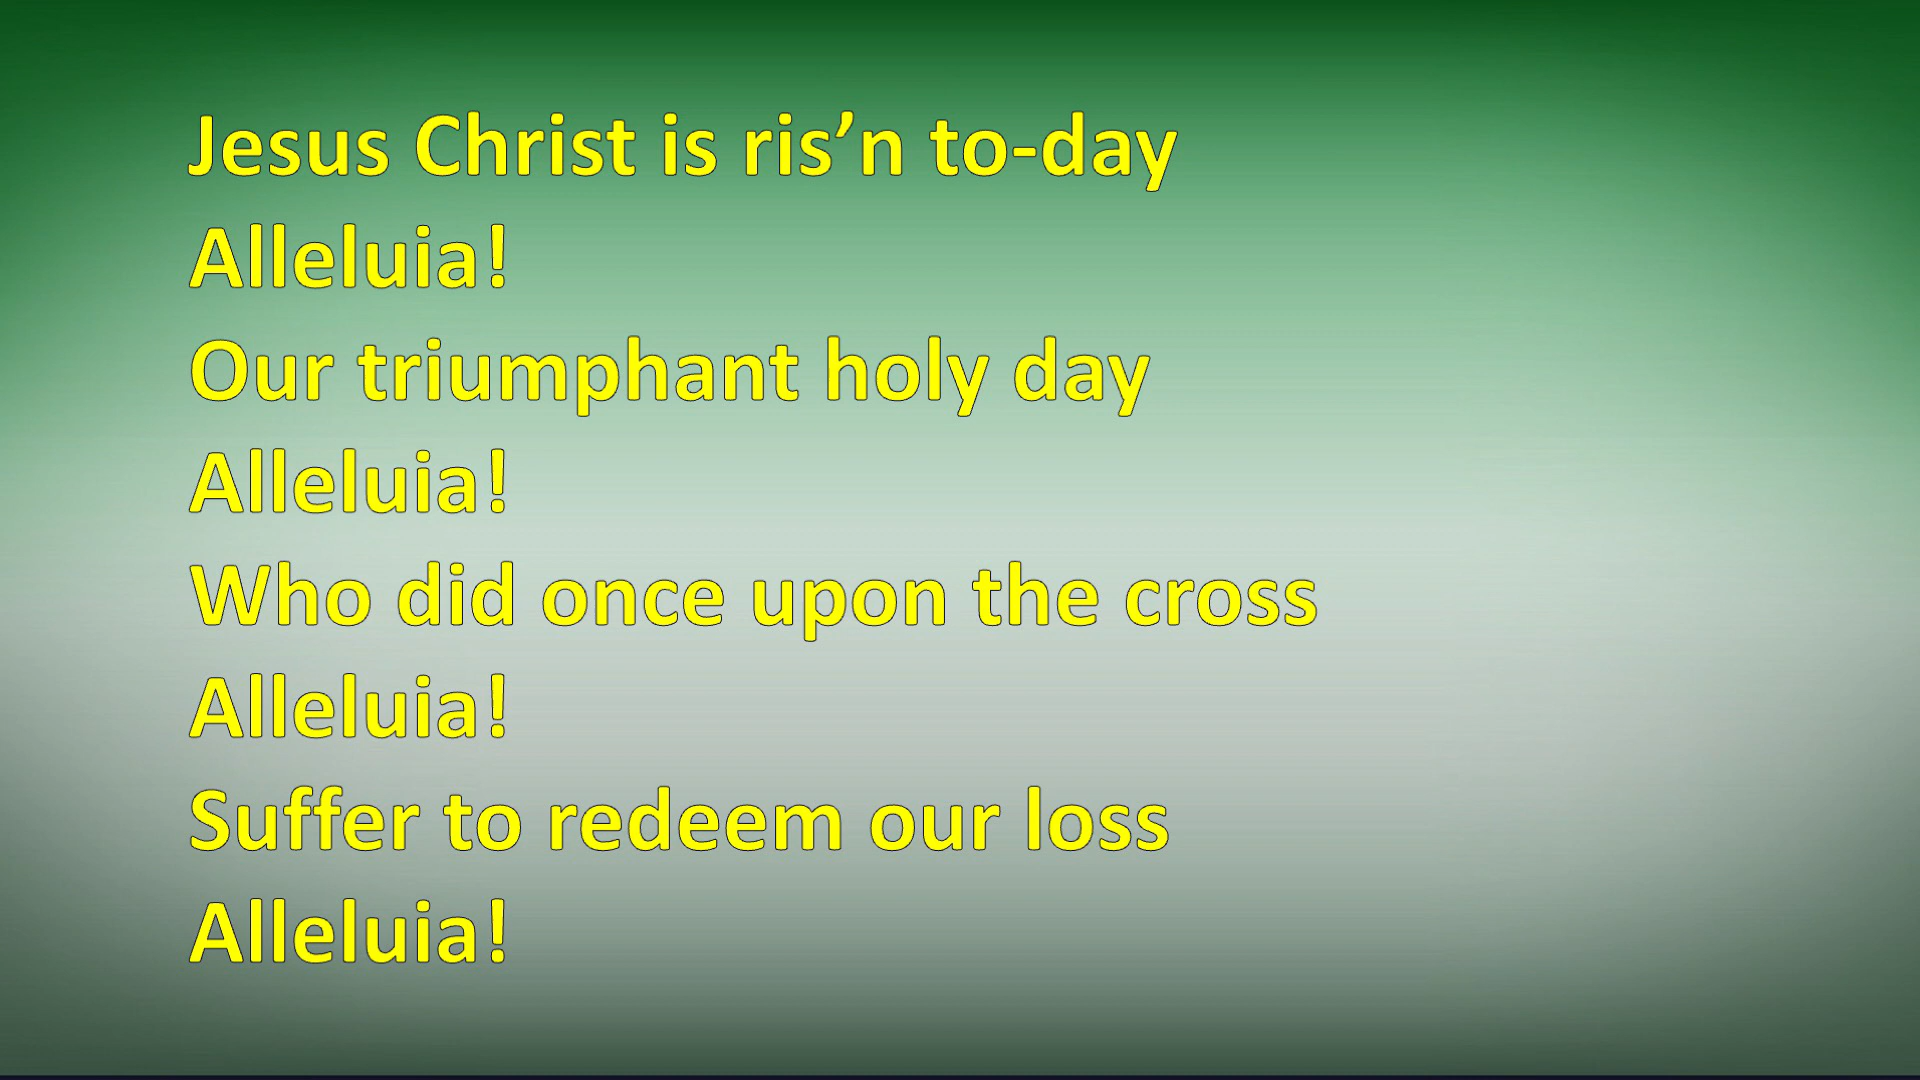 Jesus Christ is ris’n to-day
Alleluia!
Our triumphant holy day
Alleluia!
Who did once upon the cross
Alleluia!
Suffer to redeem our loss
Alleluia!